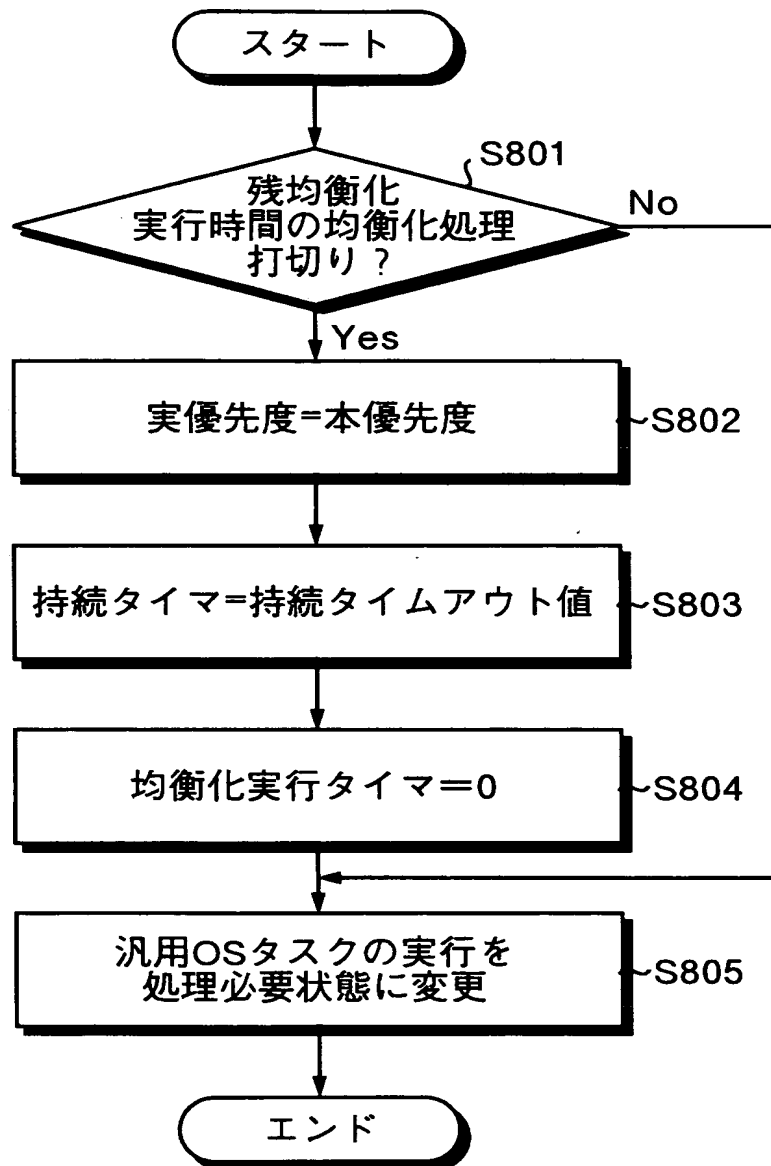 スタート
S801
残均衡化
実行時間の均衡化処理
打切り?
No
Yes
実優先度=本優先度
S802
持続タイマ=持続タイムアウト値
S803
均衡化実行タイマ=0
S804
汎用OSタスクの実行を
処理必要状態に変更
S805
エンド